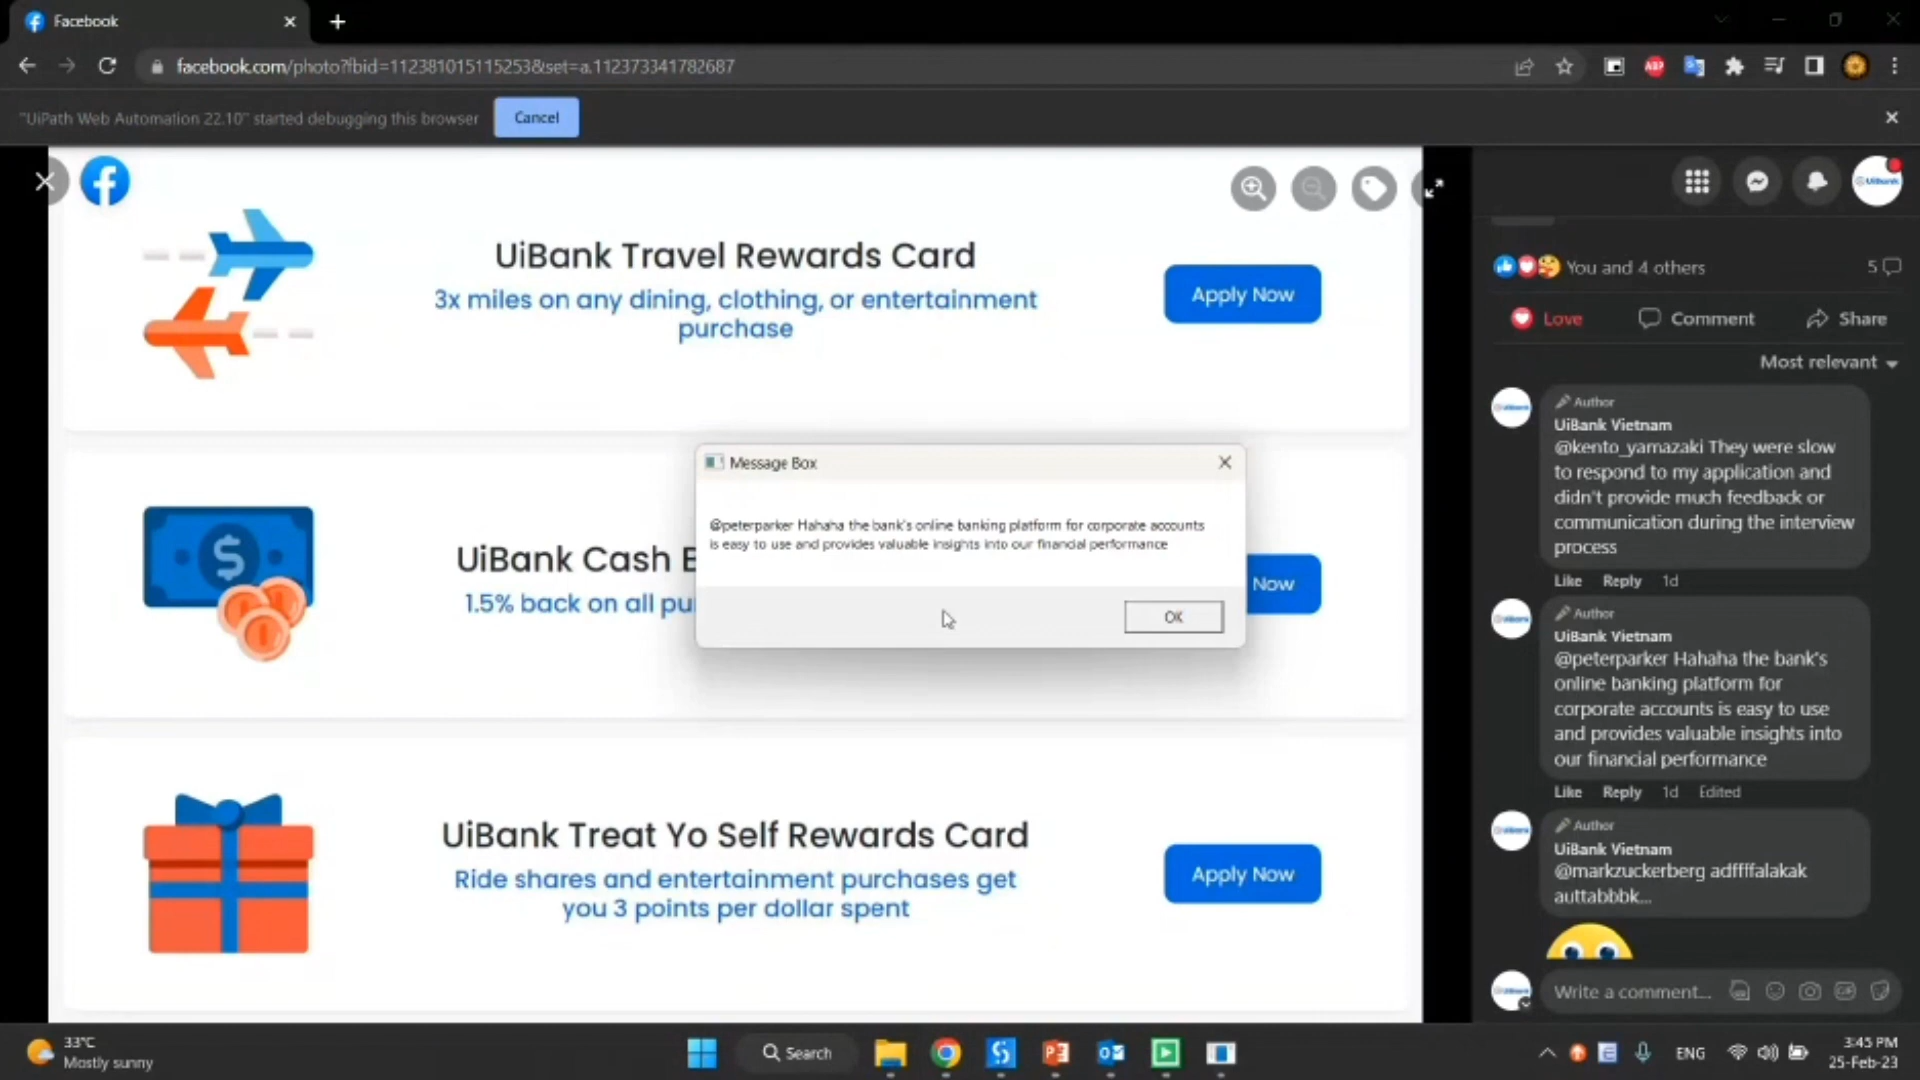 Facebook
facebook.com/photo?fbid=112381015115253&set=a.112373341782687
ABP
"UiPath Web Automation 22.10" started debugging this browser
Cancel
UiBank Travel Rewards Card
3x miles on any dining, clothing, or entertainment
purchase
Apply Now
UiBank Cash B
1.5% back on all pu
Now
Message Box
@peterparker Hahaha the bank's online banking platform for corporate accounts
is easy to use and provides valuable insights into our financial performance
OK
UiBank Treat Yo Self Rewards Card
Ride shares and entertainment purchases get
you 3 points per dollar spent
Apply Now
UiBank
You and 4 others
5
Love
Comment
Share
Most relevant
Author
UiBank Vietnam
@kento_yamazaki They were slow
to respond to my application and
didn't provide much feedback or
communication during the interview
process
Like Reply 1d
Author
UiBank Vietnam
@peterparker Hahaha the bank's
online banking platform for
corporate accounts is easy to use
and provides valuable insights into
our financial performance
Like Reply 1d Edited
Author
UiBank Vietnam
@markzuckerberg adffffalakak
auttabbbk...
Write a comment...
GIF
33°C
Mostly sunny
Search
ENG
3:45 PM
25-Feb-23